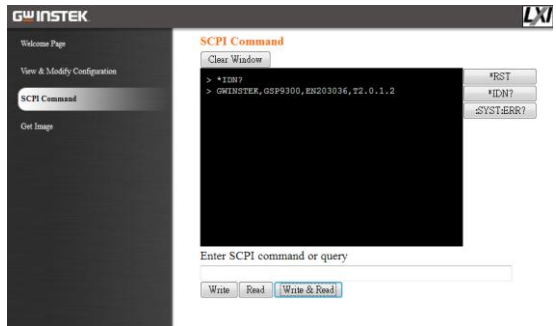 GWINSTEK
LXI
Welcome Page
View & Modify Configuration
SCPI Command
Get Image
SCPI Command
Clear Window
> *IDN?
> GWINSTEK,GSP9300,EN203036,T2.0.1.2
*RST
*IDN?
:SYST:ERR?
Enter SCPI command or query
Write
Read
Write & Read